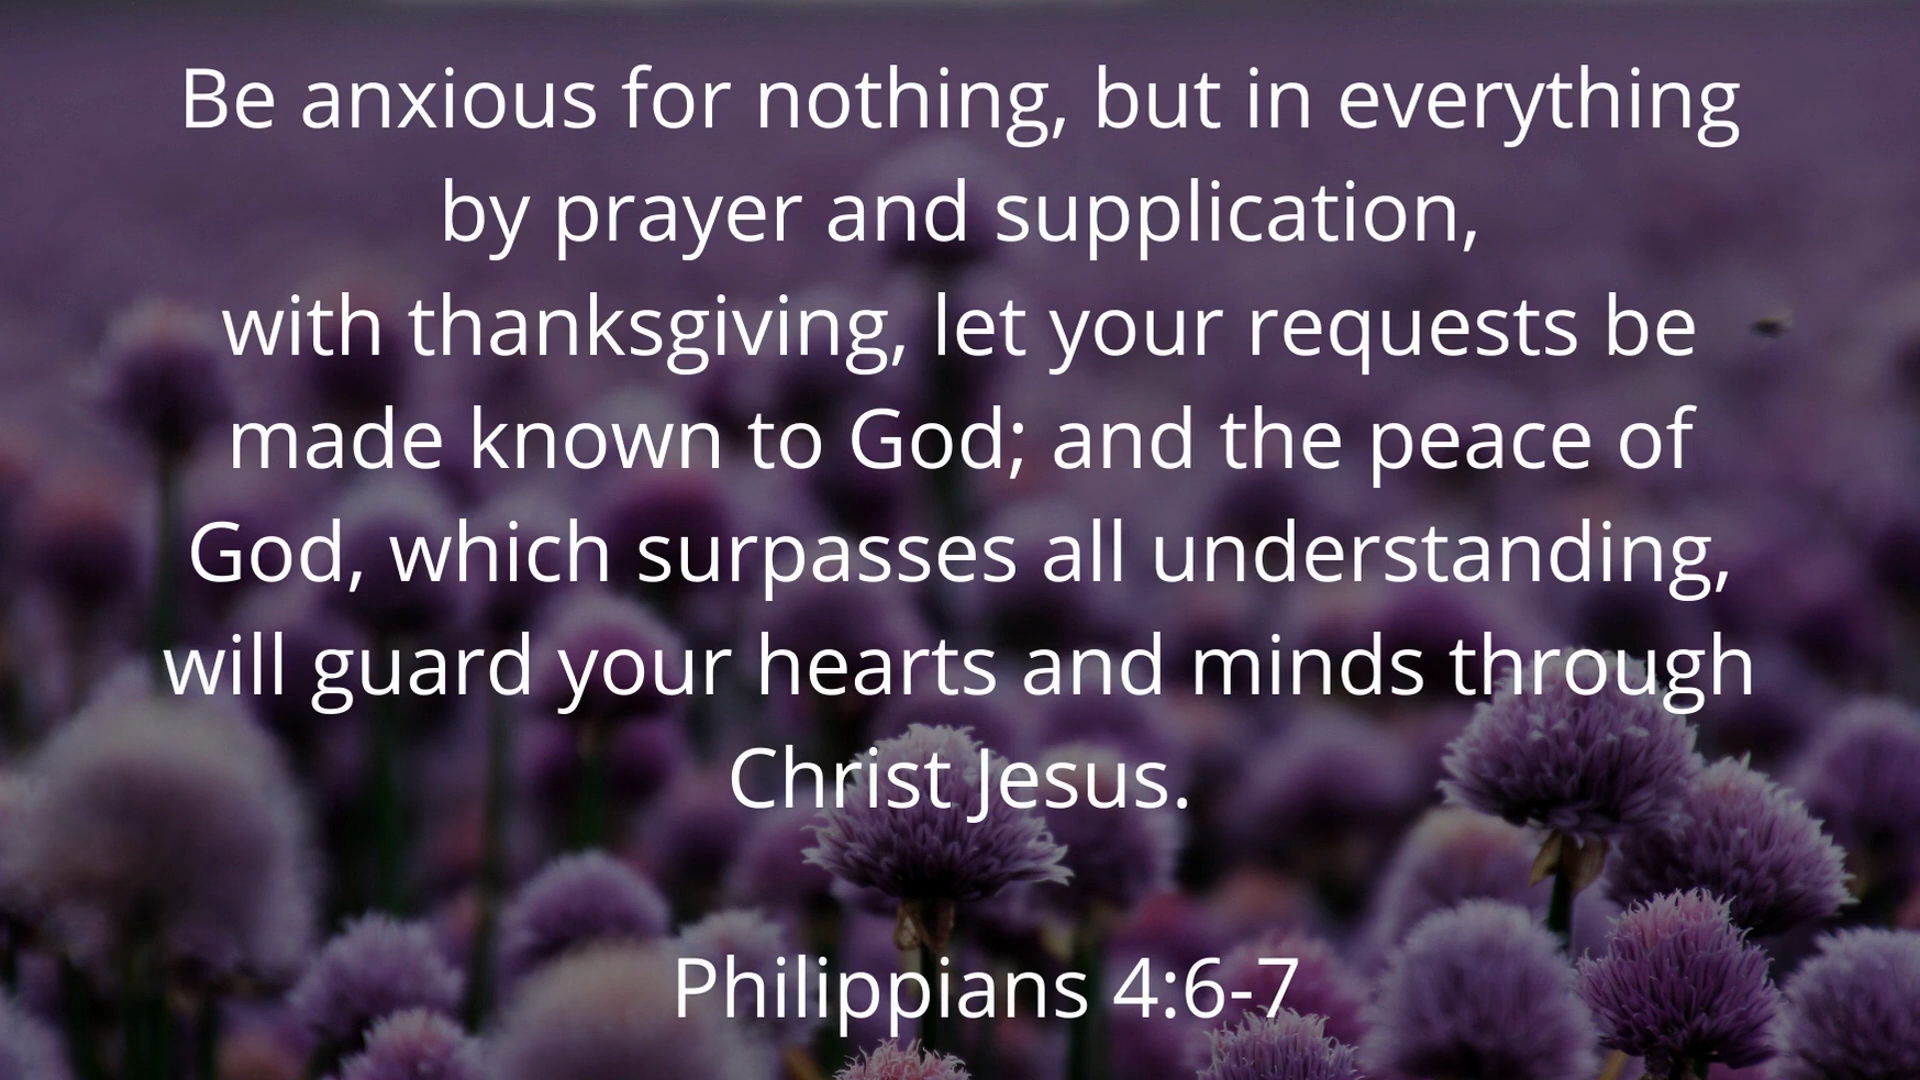 Be anxious for nothing, but in everything
by prayer and supplication,
with thanksgiving, let your requests be
made known to God; and the peace of
God, which surpasses all understanding,
will guard your hearts and minds through
Christ Jesus.
Philippians 4:6-7